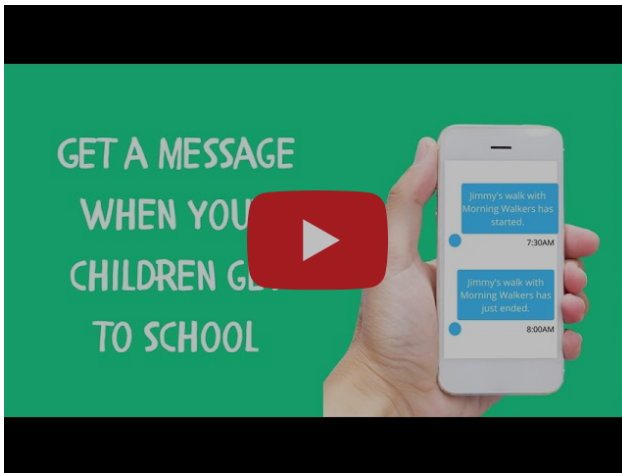 GET A MESSAGE
WHEN YOU
CHILDREN
TO SCHOOL
Jimmy's walk with
Morning Walkers has
started.
7:30AM
Jimmy's walk with
Morning Walkers has
just ended.
8:00AM